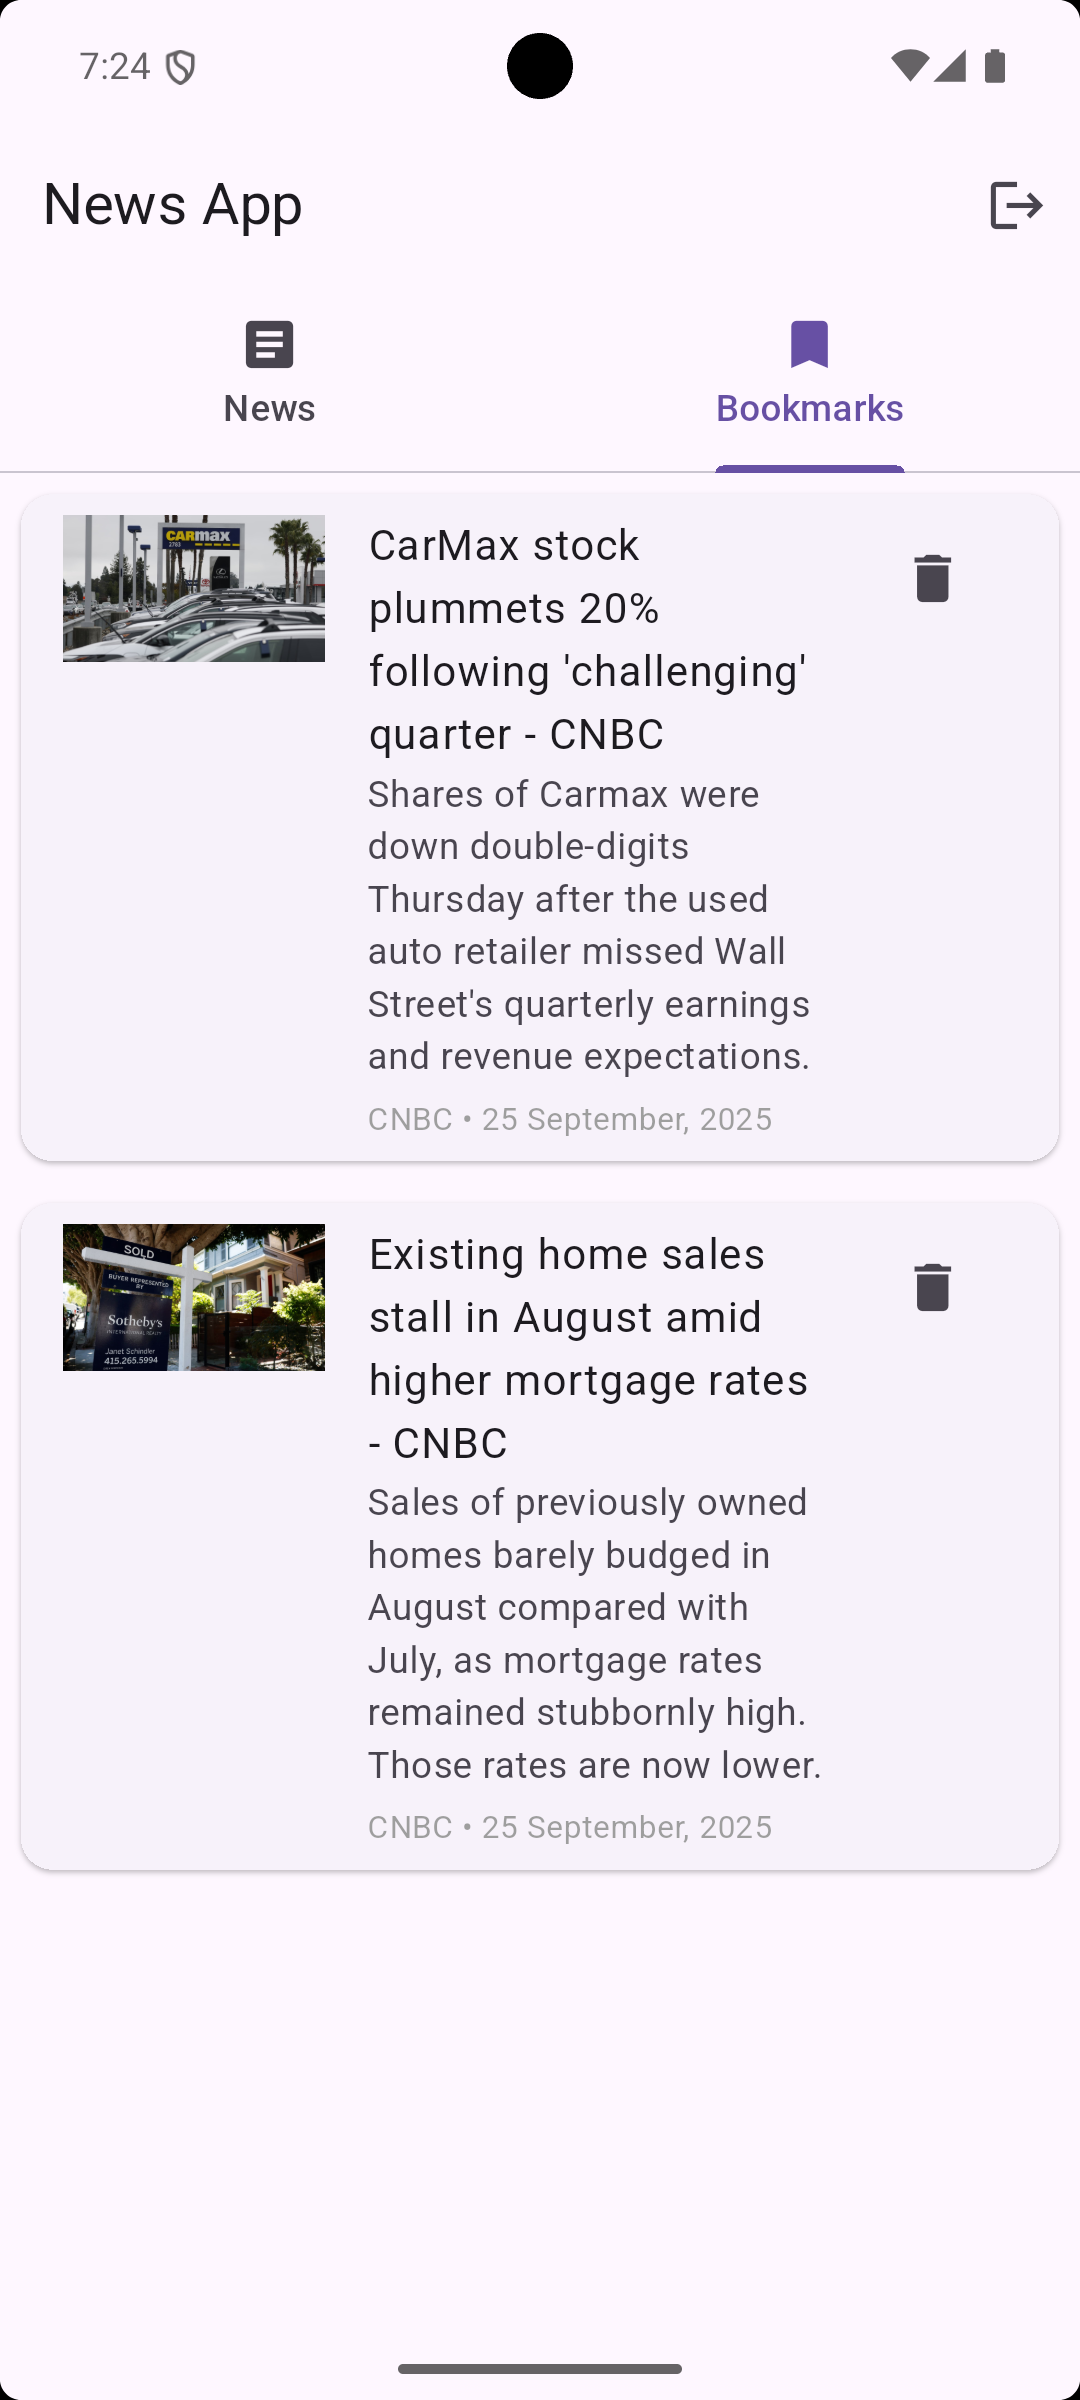 7:24
News App
News
Bookmarks
CARMAX
CarMax stock
plummets 20%
following 'challenging'
quarter - CNBC
Shares of Carmax were
down double-digits
Thursday after the used
auto retailer missed Wall
Street's quarterly earnings
and revenue expectations.
CNBC • 25 September, 2025
SOLD
BUYER REPRESENTED
BY
Sotheby's
INTERNATIONAL REALTY
Janet Schindler
415.265.5994
Existing home sales
stall in August amid
higher mortgage rates
- CNBC
Sales of previously owned
homes barely budged in
August compared with
July, as mortgage rates
remained stubbornly high.
Those rates are now lower.
CNBC • 25 September, 2025